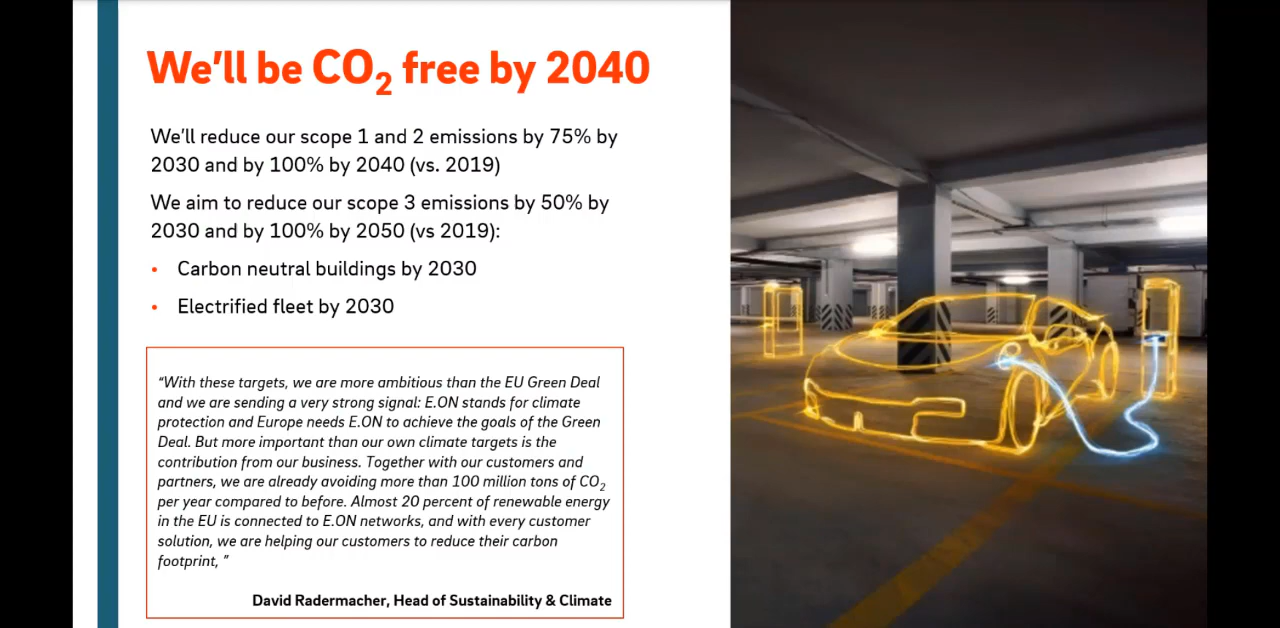 We'll be CO₂ free by 2040
We'll reduce our scope 1 and 2 emissions by 75% by
2030 and by 100% by 2040 (vs. 2019)
We aim to reduce our scope 3 emissions by 50% by
2030 and by 100% by 2050 (vs 2019):
• Carbon neutral buildings by 2030
• Electrified fleet by 2030
“With these targets, we are more ambitious than the EU Green Deal
and we are sending a very strong signal: E.ON stands for climate
protection and Europe needs E.ON to achieve the goals of the Green
Deal. But more important than our own climate targets is the
contribution from our business. Together with our customers and
partners, we are already avoiding more than 100 million tons of CO₂
per year compared to before. Almost 20 percent of renewable energy
in the EU is connected to E.ON networks, and with every customer
solution, we are helping our customers to reduce their carbon
footprint, ”
David Radermacher, Head of Sustainability & Climate